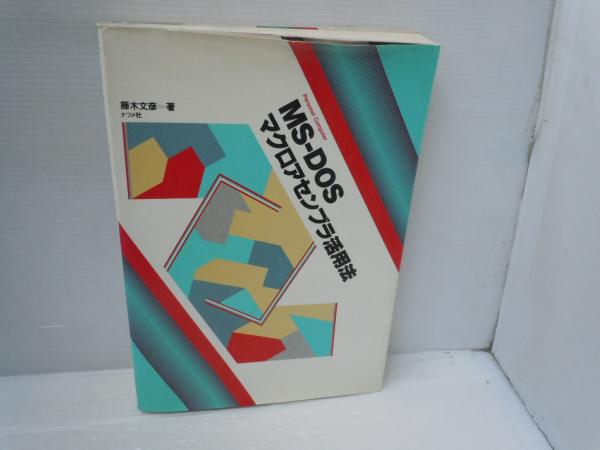 藤木文彦—著
ナツメ社
Personal Computer
MS-DOS
マクロアセンブラ活用法